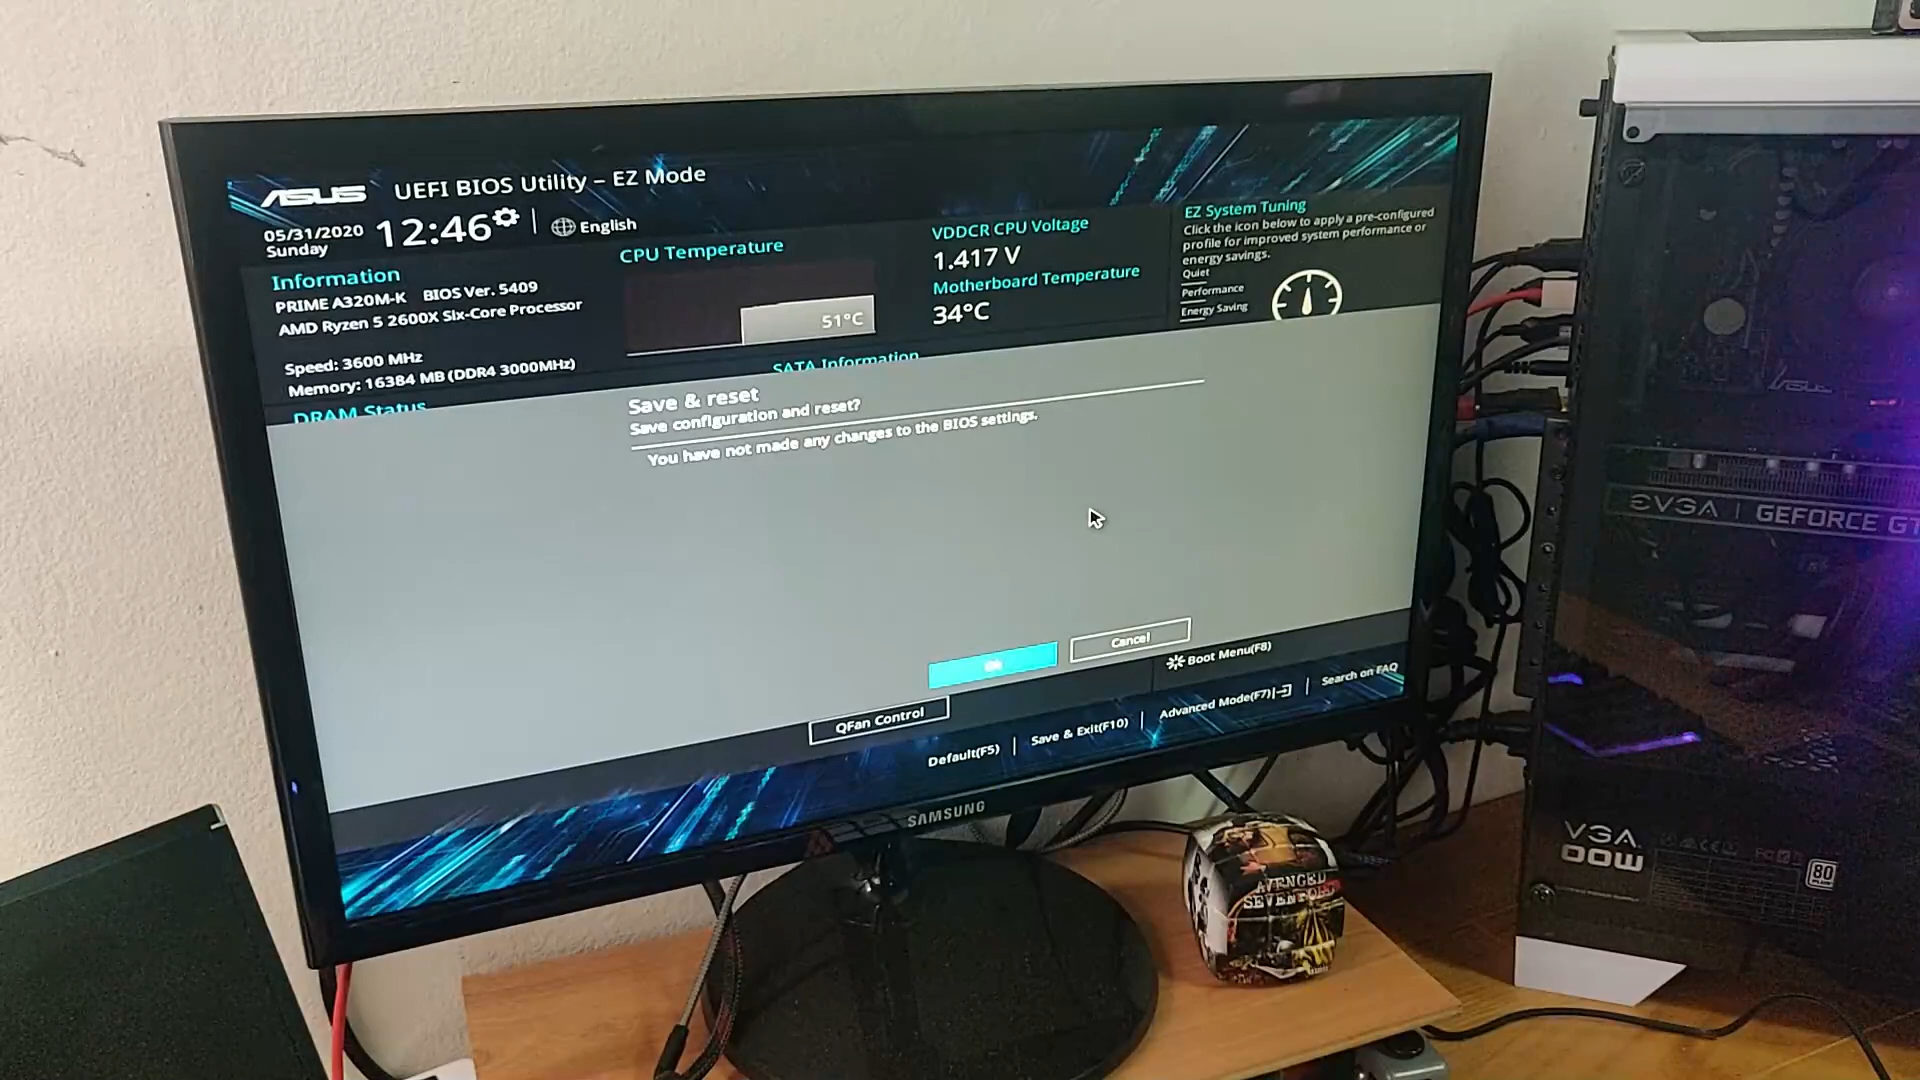 ASUS UEFI BIOS Utility – EZ Mode
05/31/2020
Sunday
12:46
English
Information
PRIME A320M-K BIOS Ver. 5409
AMD Ryzen 5 2600X Six-Core Processor
Speed: 3600 MHz
Memory: 16384 MB (DDR4 3000MHz)
DRAM Status
CPU Temperature
51°C
VDDCR CPU Voltage
1.417 V
Motherboard Temperature
34°C
EZ System Tuning
Click the icon below to apply a pre-configured
profile for improved system performance or
energy savings.
Quiet
Performance
Energy Saving
SATA Information
Save & reset
Save configuration and reset?
You have not made any changes to the BIOS settings.
Ok
Cancel
QFan Control
Boot Menu(F8)
Default(F5)
Save & Exit(F10)
Advanced Mode(F7)
Search on FAQ
SAMSUNG
AVENGED
SEVENFOLD
ASUS
EVGA | GEFORCE GT
VGA
00W
80